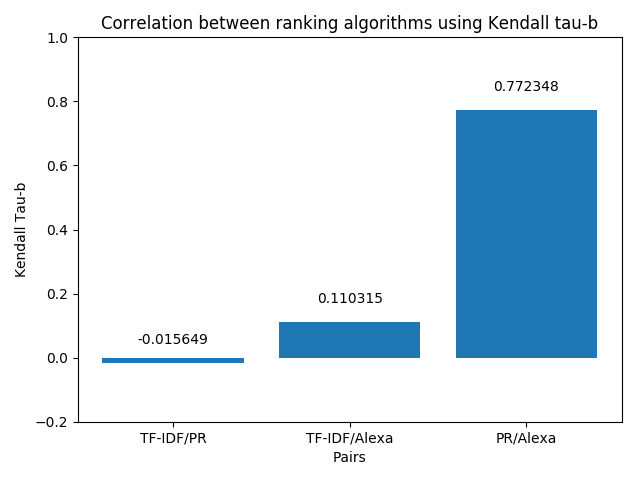 Correlation between ranking algorithms using Kendall tau-b
1.0
0.8
0.6
0.4
0.2
0.0
−0.2
Kendall Tau-b
-0.015649
0.110315
0.772348
TF-IDF/PR
TF-IDF/Alexa
PR/Alexa
Pairs